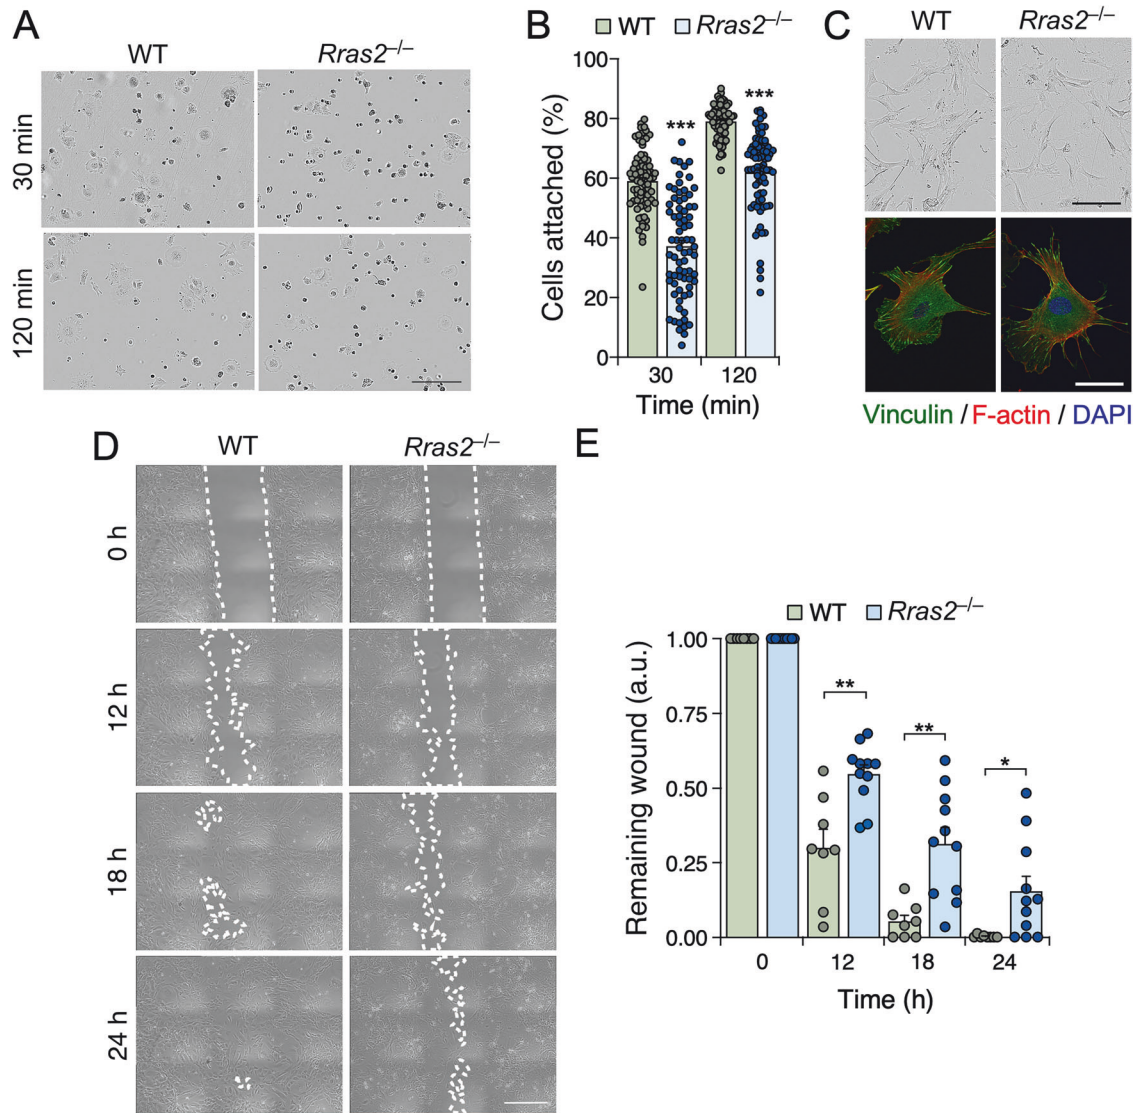 A
WT
Rras2–/–
30 min
120 min
B
WT
Rras2–/–
Cells attached (%)
100
80
60
40
20
0
***
***
30
120
Time (min)
C
WT
Rras2–/–
Vinculin / F-actin / DAPI
D
WT
Rras2–/–
0 h
12 h
18 h
24 h
E
WT
Rras2–/–
Remaining wound (a.u.)
1.00
0.75
0.50
0.25
0.00
**
**
*
0
12
18
24
Time (h)